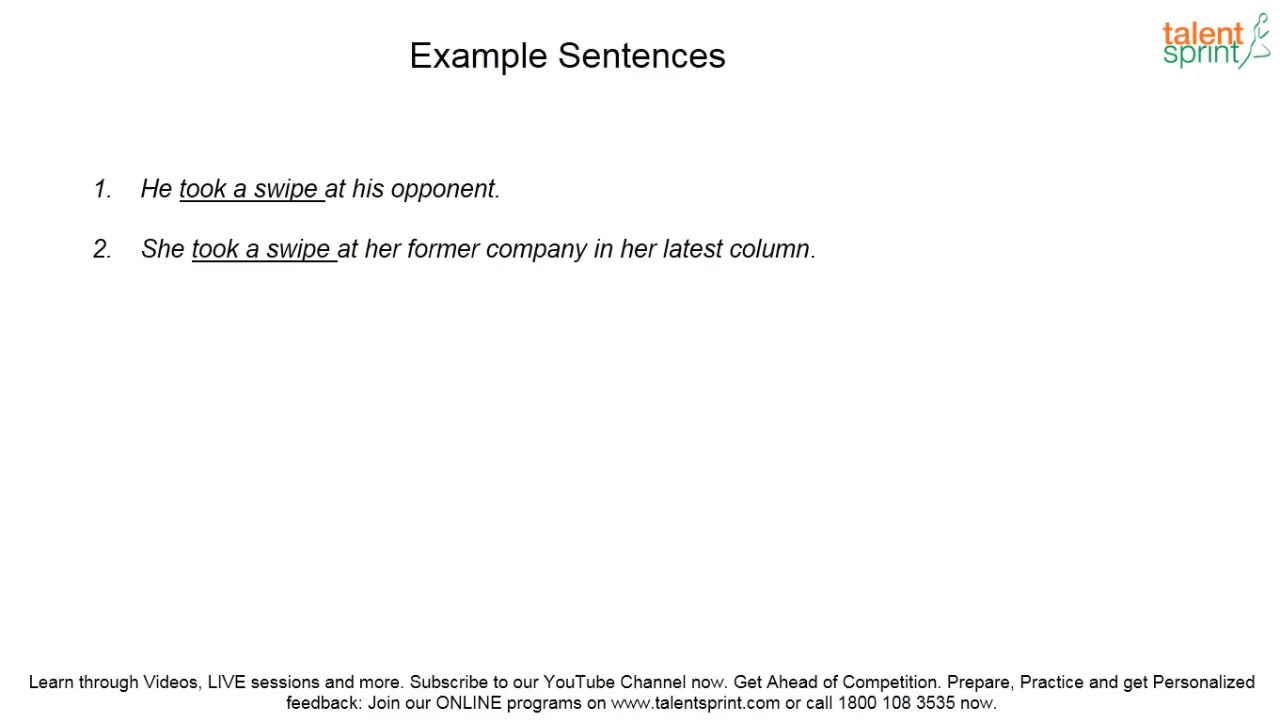 talent
sprint
Example Sentences
1. He took a swipe at his opponent.
2. She took a swipe at her former company in her latest column.
Learn through Videos, LIVE sessions and more. Subscribe to our YouTube Channel now. Get Ahead of Competition. Prepare, Practice and get Personalized
feedback: Join our ONLINE programs on www.talentsprint.com or call 1800 108 3535 now.